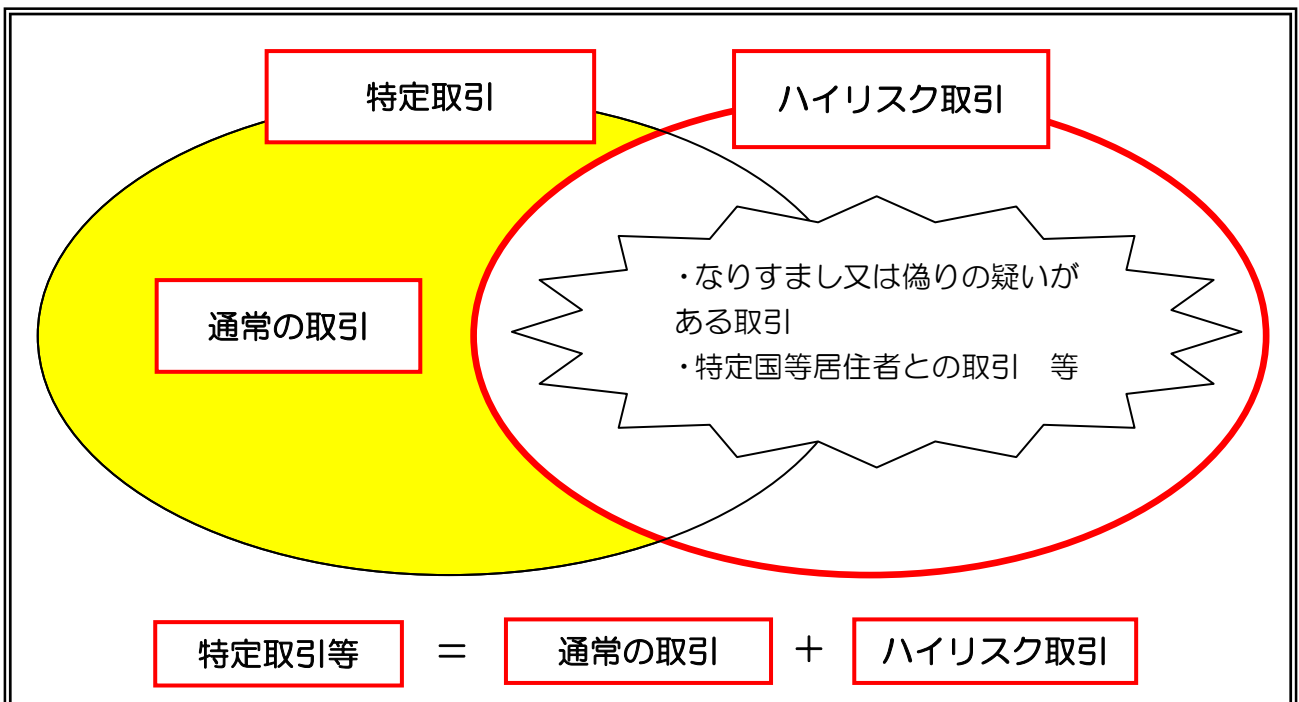 特定取引
ハイリスク取引
通常の取引
・なりすまし又は偽りの疑いが
ある取引
・特定国等居住者との取引　等
特定取引等 ＝ 通常の取引 ＋ ハイリスク取引